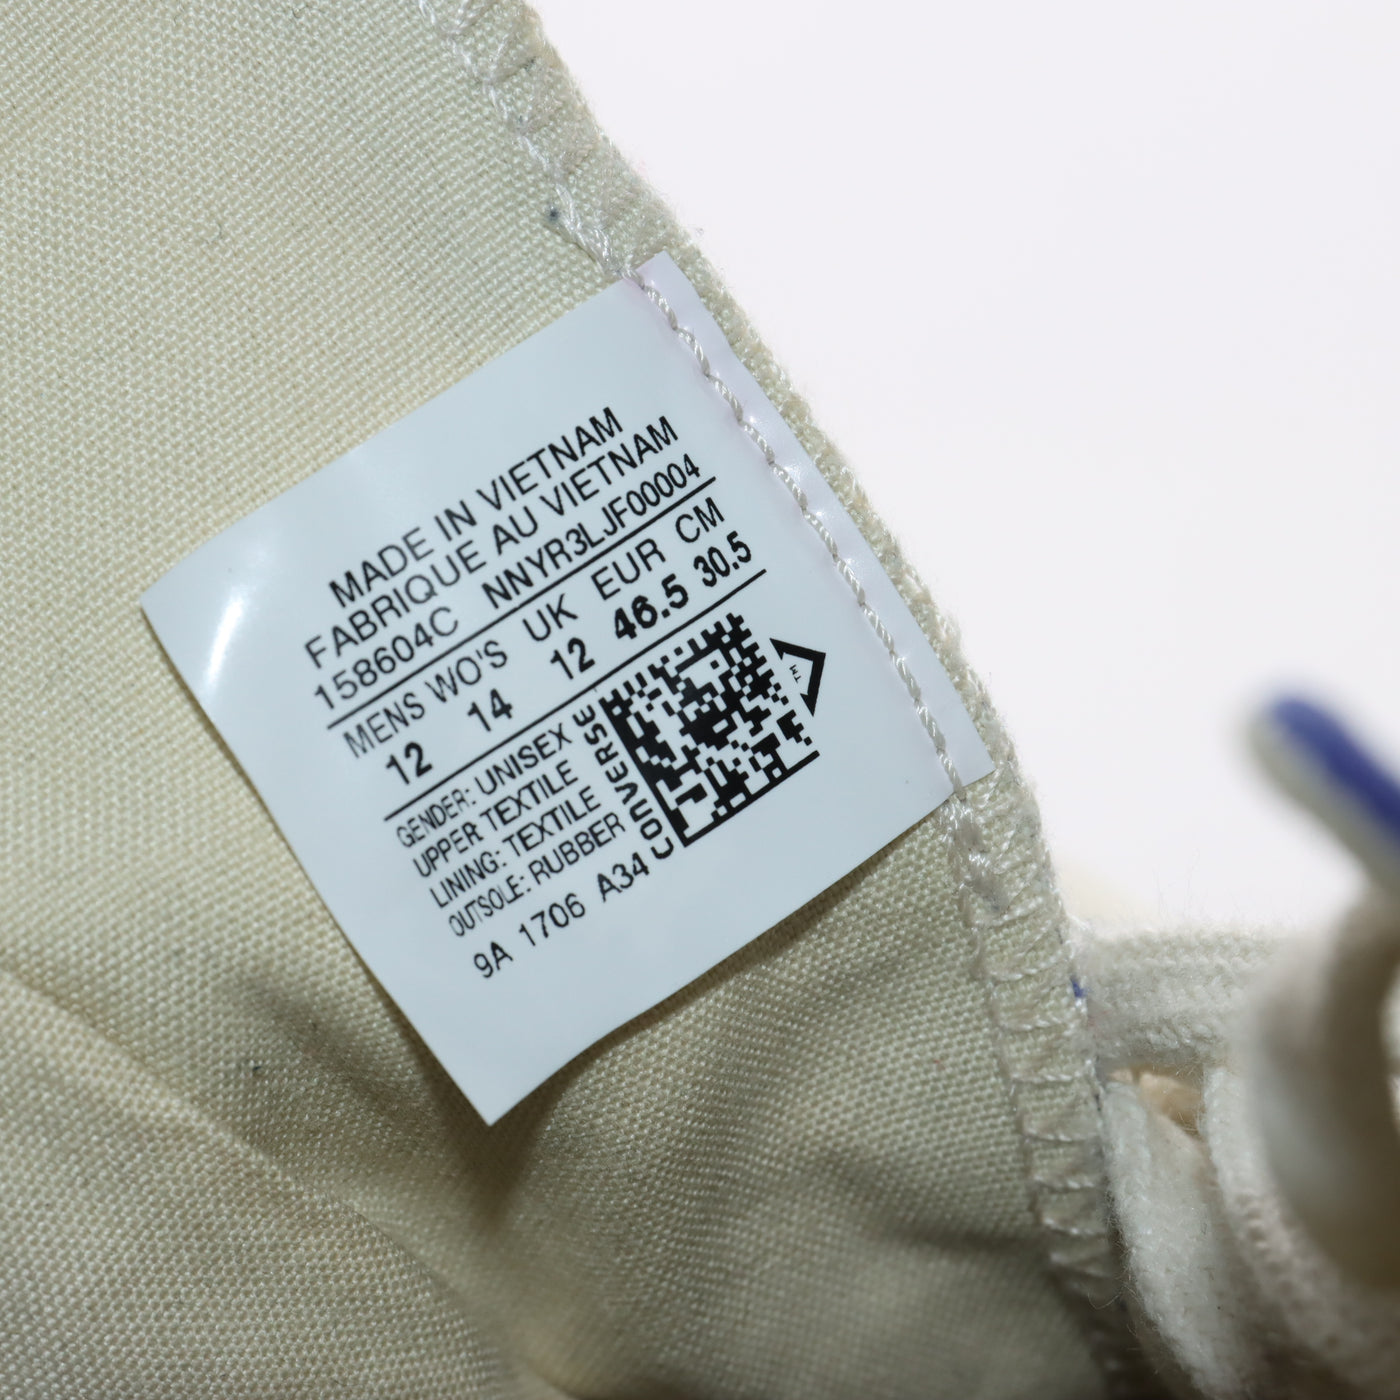 MADE IN VIETNAM
FABRIQUE AU VIETNAM
158604C NNYR3LJF00004
MENS WO'S UK EUR CM
12 14 12 46.5 30.5
GENDER: UNISEX
UPPER TEXTILE
LINING: TEXTILE
OUTSOLE: RUBBER
9A 1706 A34
CONVERSE